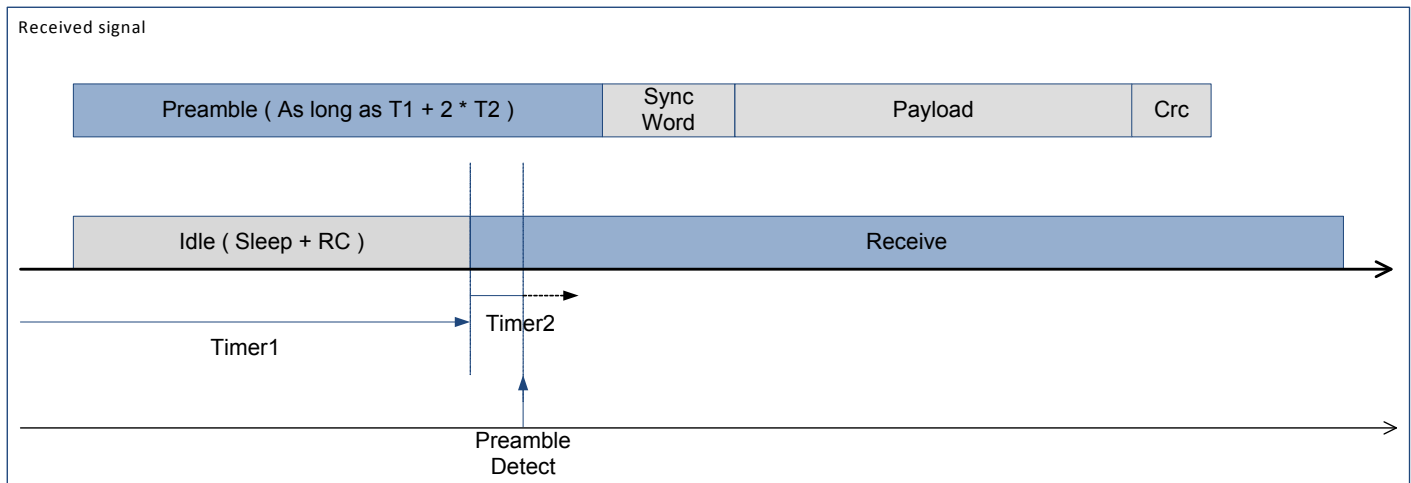 Received signal
Preamble ( As long as T1 + 2 * T2 )
Sync
Word
Payload
Crc
Idle ( Sleep + RC )
Receive
Timer2
Timer1
Preamble
Detect